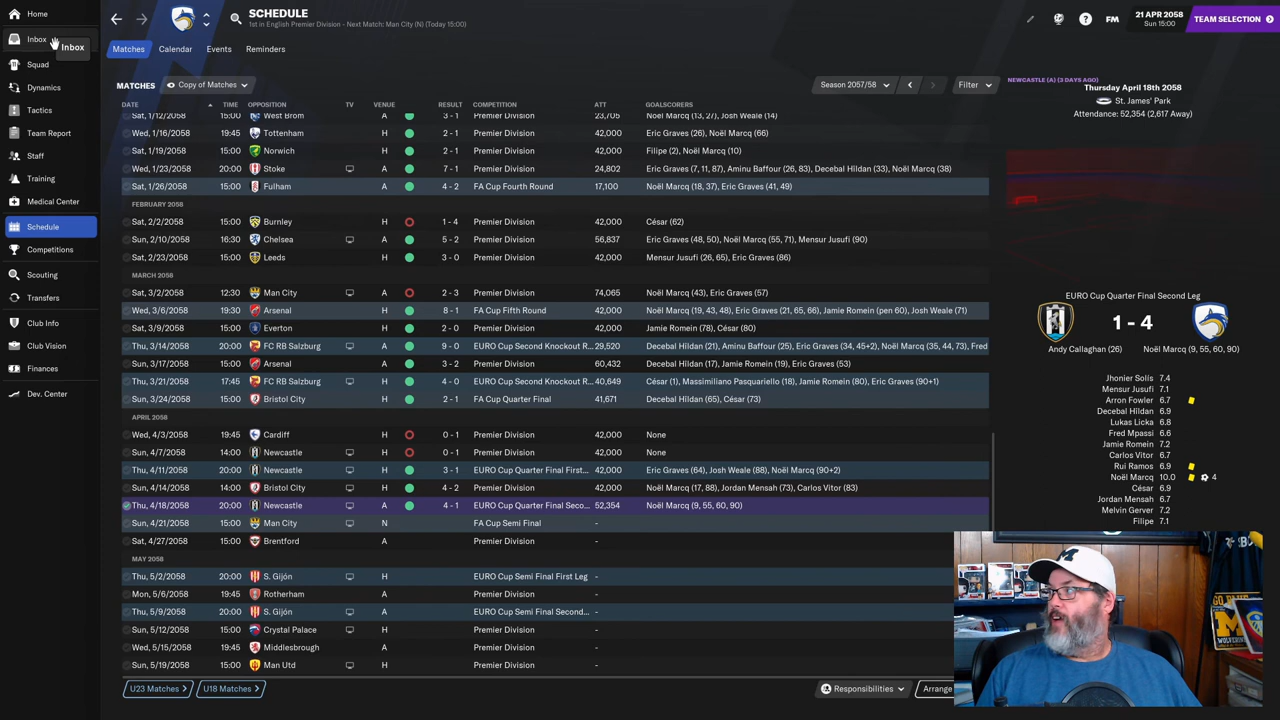 Home
Inbox
Inbox
Squad
Dynamics
Tactics
Team Report
Staff
Training
Medical Center
Schedule
Competitions
Scouting
Transfers
Club Info
Club Vision
Finances
Dev. Center
SCHEDULE
1st in English Premier Division - Next Match: Man City (N) (Today 15:00)
FM
21 APR 2058
Sun 15:00
TEAM SELECTION
Matches Calendar Events Reminders
MATCHES Copy of Matches Season 2057/58 Filter
DATE TIME OPPOSITION TV VENUE RESULT COMPETITION ATT GOALSCORERS
Sat, 1/12/2058 15:00 West Brom A 3 - 1 Premier Division 23,705 Noël Marcq (13, 27), Josh Weale (14)
Wed, 1/16/2058 19:45 Tottenham H 2 - 1 Premier Division 42,000 Eric Graves (26), Noël Marcq (66)
Sat, 1/19/2058 15:00 Norwich H 2 - 1 Premier Division 42,000 Filipe (2), Noël Marcq (10)
Wed, 1/23/2058 20:00 Stoke A 7 - 1 Premier Division 24,802 Eric Graves (7, 11, 87), Aminu Baffour (26, 83), Decebal Hîldan (31), Noël Marcq (38)
Sat, 1/26/2058 15:00 Fulham A 4 - 2 FA Cup Fourth Round 17,100 Noël Marcq (18, 37), Eric Graves (41, 49)
FEBRUARY 2058
Sat, 2/2/2058 15:00 Burnley H 1 - 4 Premier Division 42,000 César (62)
Sun, 2/10/2058 16:30 Chelsea A 5 - 2 Premier Division 56,837 Eric Graves (48, 50), Noël Marcq (55, 71), Mensur Jusufi (90)
Sat, 2/23/2058 15:00 Leeds H 3 - 0 Premier Division 42,000 Mensur Jusufi (26, 65), Eric Graves (86)
MARCH 2058
Sat, 3/2/2058 12:30 Man City A 2 - 3 Premier Division 74,065 Noël Marcq (43), Eric Graves (57)
Wed, 3/6/2058 19:30 Arsenal H 8 - 1 FA Cup Fifth Round 42,000 Noël Marcq (19, 43, 48), Eric Graves (21, 65, 76), Jamie Romein (pen 60), Josh Weale (71)
Sat, 3/9/2058 15:00 Everton H 2 - 0 Premier Division 42,000 Jamie Romein (78), César (80)
Thu, 3/14/2058 20:00 FC RB Salzburg A 9 - 0 EURO Cup Second Knockout R... 29,520 Decebal Hîldan (21), Aminu Baffour (25), Eric Graves (34, 45+2), Noël Marcq (35, 44, 73), Fred
Sun, 3/17/2058 15:00 Arsenal A 3 - 2 Premier Division 60,432 Decebal Hîldan (17), Jamie Romein (19), Eric Graves (53)
Thu, 3/21/2058 17:45 FC RB Salzburg H 4 - 0 EURO Cup Second Knockout R... 40,649 César (1), Massimiliano Pasquariello (18), Jamie Romein (80), Eric Graves (90+1)
Sun, 3/24/2058 15:00 Bristol City H 2 - 1 FA Cup Quarter Final 41,671 Decebal Hîldan (65), César (73)
APRIL 2058
Wed, 4/3/2058 19:45 Cardiff H 0 - 1 Premier Division 42,000 None
Sun, 4/7/2058 14:00 Newcastle H 0 - 1 Premier Division 42,000 None
Thu, 4/11/2058 20:00 Newcastle H 3 - 1 EURO Cup Quarter Final First... 42,000 Eric Graves (64), Josh Weale (88), Noël Marcq (90+2)
Sun, 4/14/2058 14:00 Bristol City H 4 - 2 Premier Division 42,000 Noël Marcq (17, 88), Jordan Mensah (73), Carlos Vitor (83)
Thu, 4/18/2058 20:00 Newcastle A 4 - 1 EURO Cup Quarter Final Seco... 52,354 Noël Marcq (9, 55, 60, 90)
Sun, 4/21/2058 15:00 Man City N FA Cup Semi Final -
Sat, 4/27/2058 15:00 Brentford A Premier Division -
MAY 2058
Thu, 5/2/2058 20:00 S. Gijón H EURO Cup Semi Final First Leg -
Mon, 5/6/2058 15:00 Rotherham A Premier Division -
Thu, 5/9/2058 20:00 S. Gijón A EURO Cup Semi Final Second... -
Sun, 5/12/2058 15:00 Crystal Palace H Premier Division -
Wed, 5/15/2058 19:45 Middlesbrough A Premier Division -
Sun, 5/19/2058 15:00 Man Utd H Premier Division -
U23 Matches U18 Matches Responsibilities Arrange
NEWCASTLE (A) (3 DAYS AGO)
Thursday April 18th 2058
St. James' Park
Attendance: 52,354 (2,617 Away)
EURO Cup Quarter Final Second Leg
1 - 4
Andy Callaghan (26) Noël Marcq (9, 55, 60, 90)
Jhonier Solís 7.4
Mensur Jusufi 7.1
Arron Fowler 6.7
Decebal Hîldan 6.9
Lukas Licka 6.8
Fred Mpassi 6.6
Jamie Romein 7.2
Carlos Vitor 6.7
Rui Ramos 6.9
Noël Marcq 10.0 4
César 6.9
Jordan Mensah 6.7
Melvin Gerver 7.2
Filipe 7.1
M